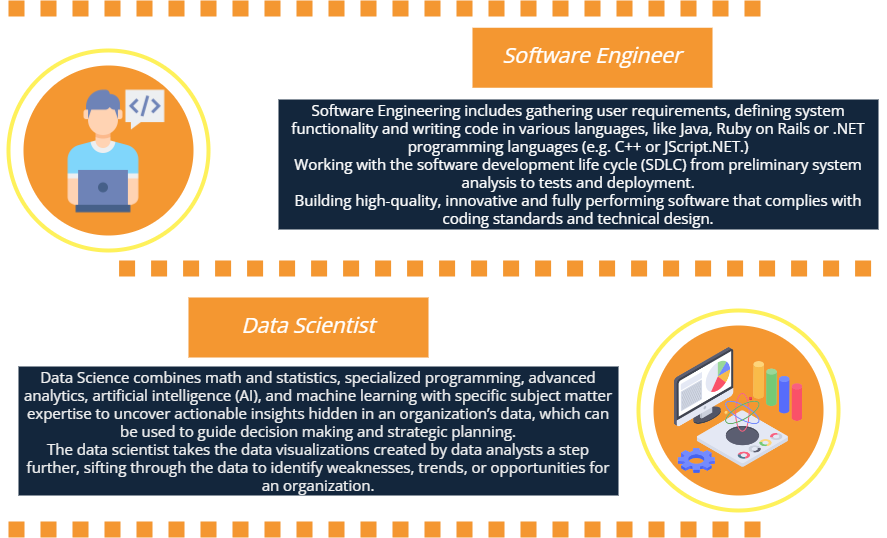 Software Engineer
</>
Software Engineering includes gathering user requirements, defining system
functionality and writing code in various languages, like Java, Ruby on Rails or .NET
programming languages (e.g. C++ or JScript.NET.)
Working with the software development life cycle (SDLC) from preliminary system
analysis to tests and deployment.
Building high-quality, innovative and fully performing software that complies with
coding standards and technical design.
Data Scientist
Data Science combines math and statistics, specialized programming, advanced
analytics, artificial intelligence (AI), and machine learning with specific subject matter
expertise to uncover actionable insights hidden in an organization’s data, which can
be used to guide decision making and strategic planning.
The data scientist takes the data visualizations created by data analysts a step
further, sifting through the data to identify weaknesses, trends, or opportunities for
an organization.